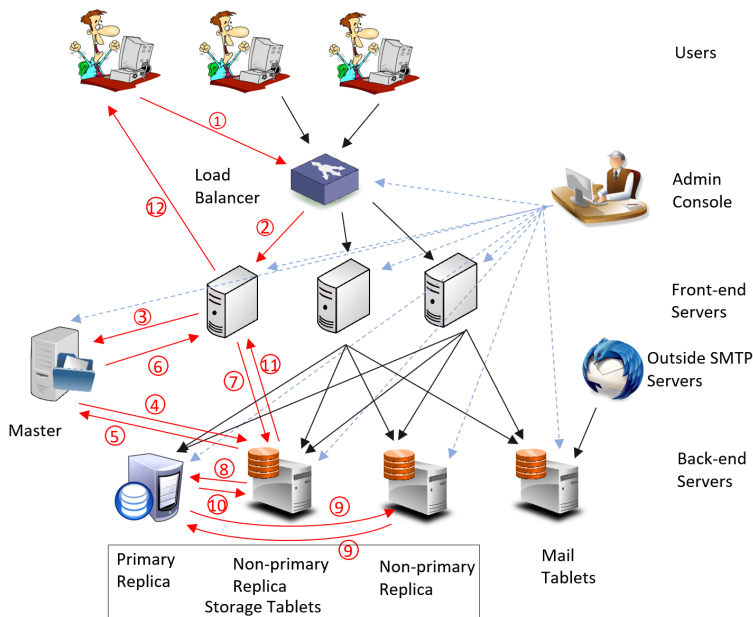 Users
①
Load
Balancer
Admin
Console
⑫
②
Front-end
Servers
③
⑥
⑦
⑪
Outside SMTP
Servers
Master
④
⑤
Back-end
Servers
⑧
⑩
⑨
⑨
Primary
Replica
Non-primary
Replica
Storage Tablets
Non-primary
Replica
Mail
Tablets